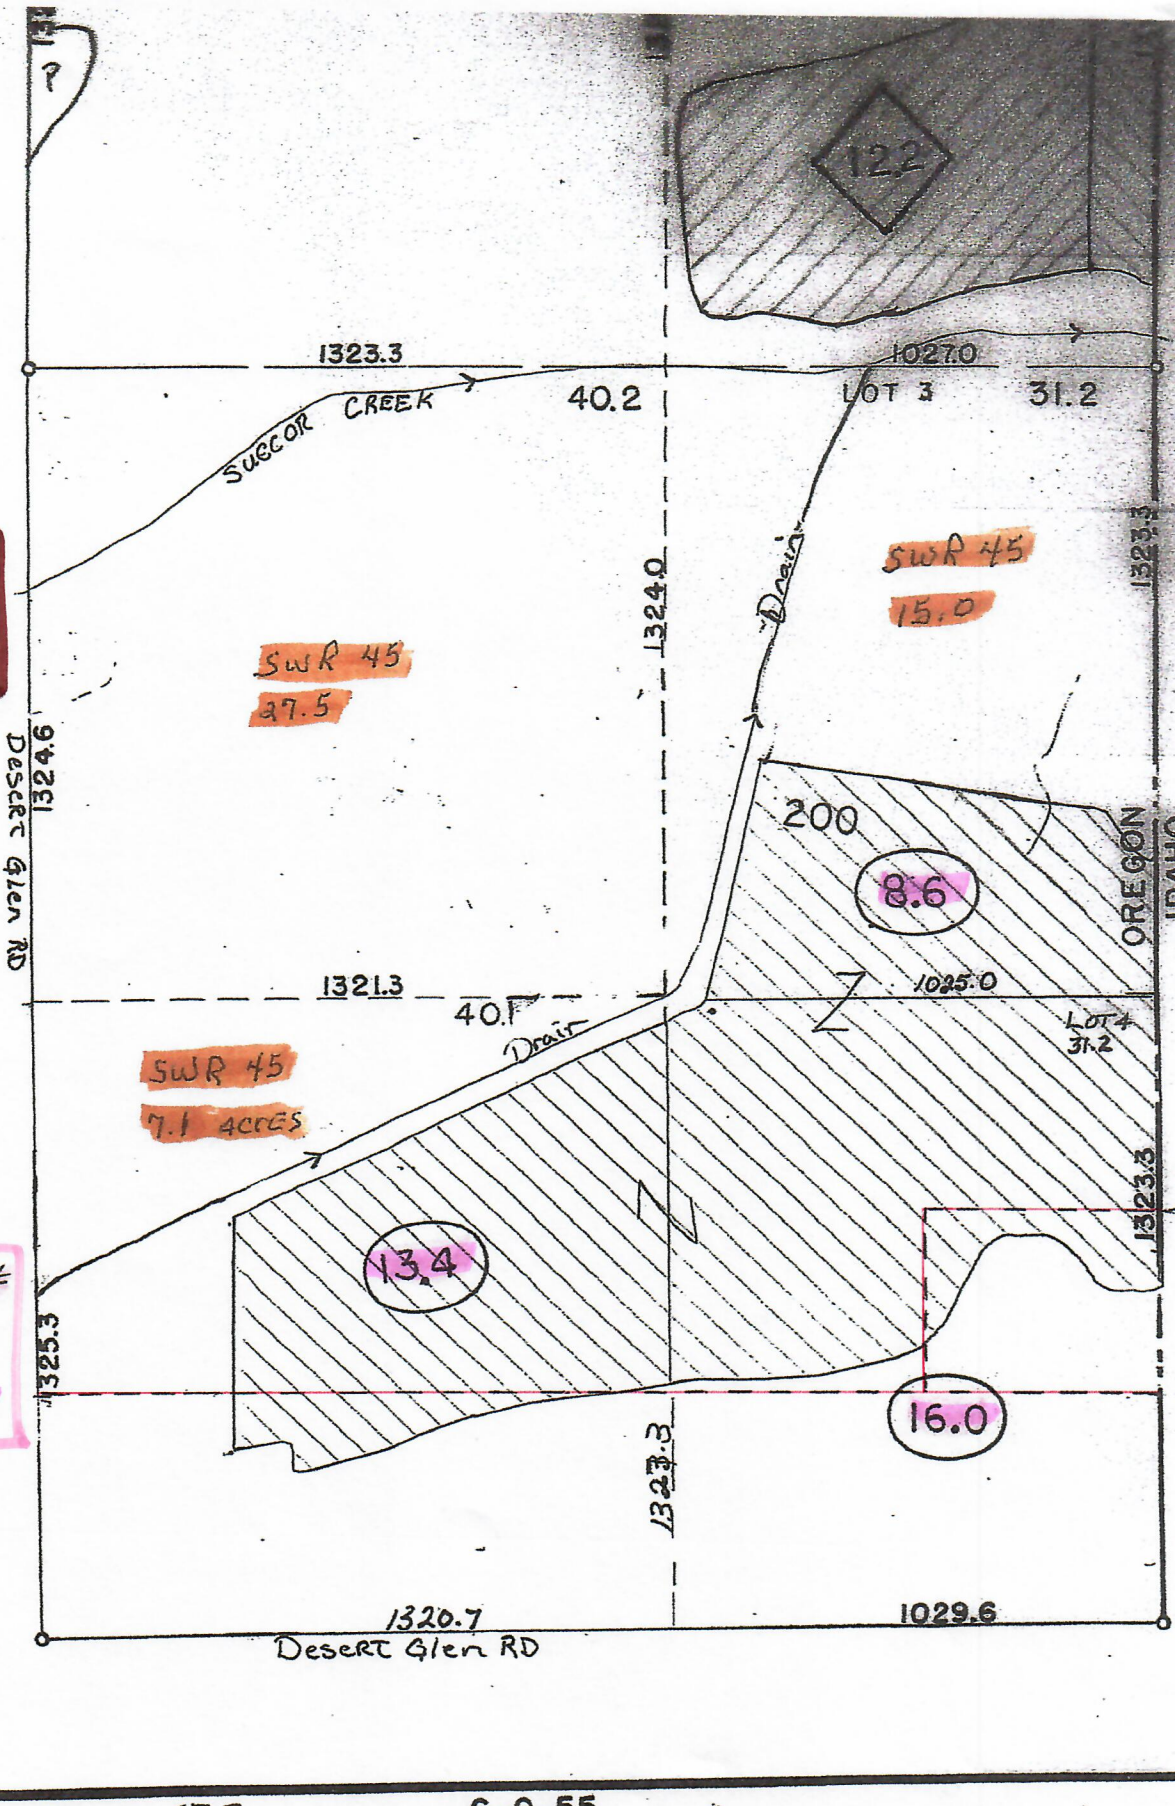 ?
12.2
1323.3
1027.0
SUCCOR CREEK
40.2
LOT 3
31.2
1324.0
Drain
1323.3
SWR 45
15.0
SWR 45
27.5
1324.6
Desert Glen RD
200
8.6
OREGON
IDAHO
1321.3
1025.0
40.1
Drain
LOT 4
31.2
SWR 45
7.1 acres
Z
Z
1323.3
13.4
1325.3
16.0
1323.3
1320.7
1029.6
Desert Glen RD